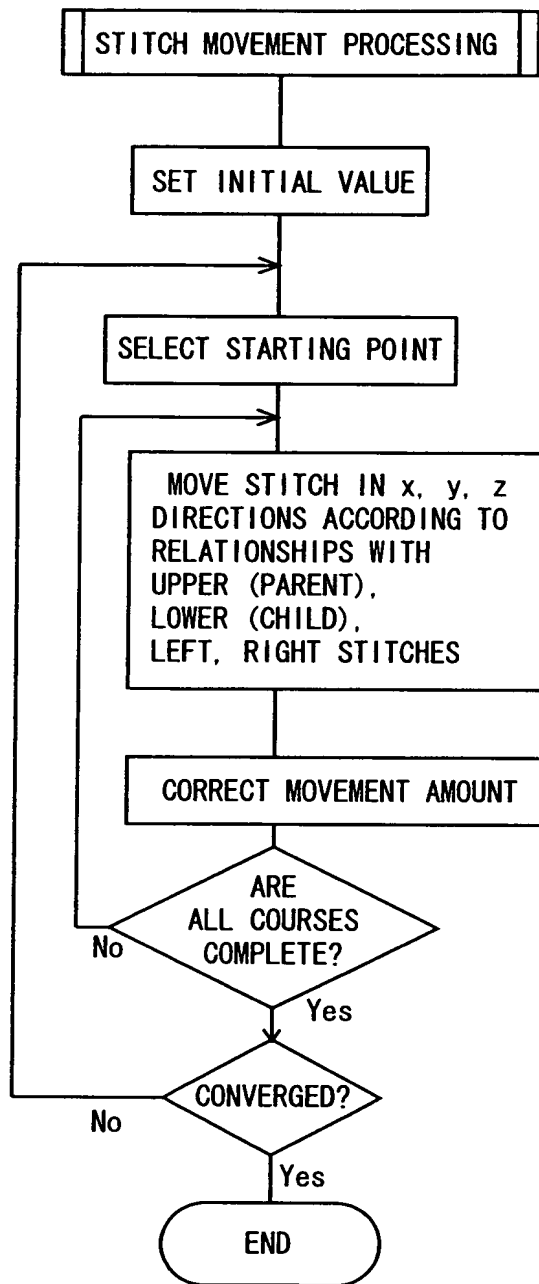 STITCH MOVEMENT PROCESSING
SET INITIAL VALUE
SELECT STARTING POINT
MOVE STITCH IN x, y, z
DIRECTIONS ACCORDING TO
RELATIONSHIPS WITH
UPPER (PARENT),
LOWER (CHILD),
LEFT, RIGHT STITCHES
CORRECT MOVEMENT AMOUNT
ARE
ALL COURSES
COMPLETE?
No
Yes
CONVERGED?
No
Yes
END